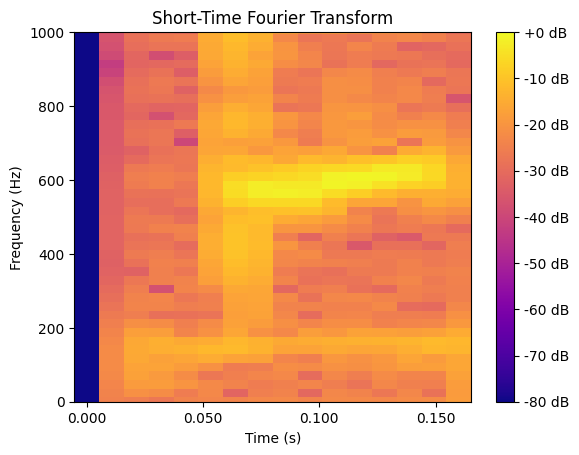 Short-Time Fourier Transform
1000
800
600
400
200
0
Frequency (Hz)
0.000
0.050
0.100
0.150
Time (s)
+0 dB
-10 dB
-20 dB
-30 dB
-40 dB
-50 dB
-60 dB
-70 dB
-80 dB